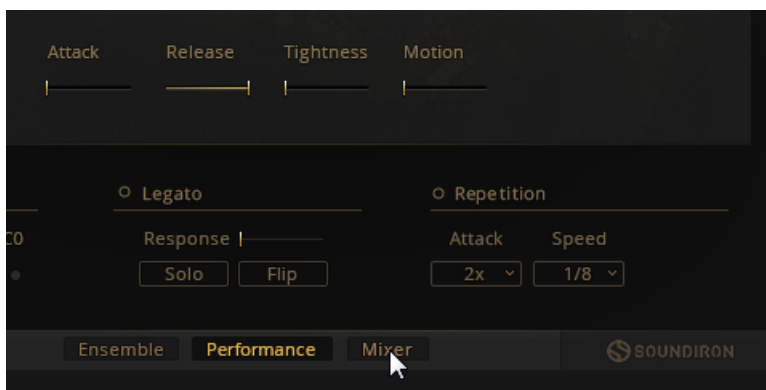 Attack Release Tightness Motion
Legato Repetition
C0 Response Attack Speed
Solo Flip 2x 1/8
Ensemble Performance Mixer SOUNDIRON